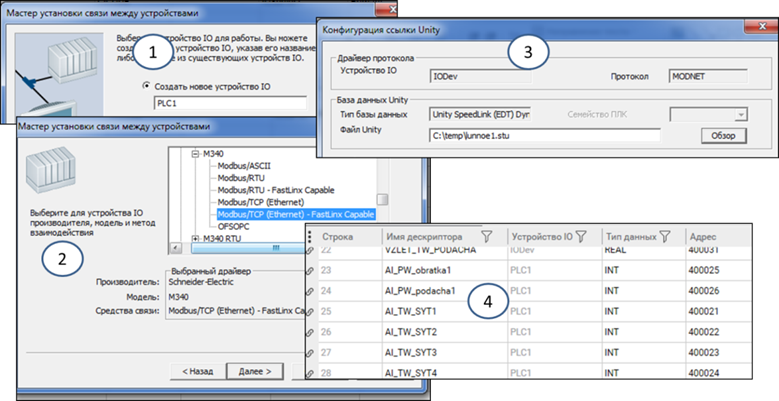 Мастер установки связи между устройствами
Выбе ройство IO для работы. Вы можете
созд устройство IO, указав его название
либо е из существующих устройств IO.
1
Создать новое устройство IO
PLC1
Мастер установки связи между устройствами
M340
Modbus/ASCII
Modbus/RTU
Modbus/RTU - FastLinx Capable
Modbus/TCP (Ethernet)
Modbus/TCP (Ethernet) - FastLinx Capable
OFSOPC
M340 RTU
Выберите для устройства IO
производителя, модель и метод
взаимодействия
2
Выбранный драйвер
Производитель: Schneider-Electric
Модель: M340
Средства связи: Modbus/TCP (Ethernet) - FastLinx Capable
< Назад Далее >
Конфигурация ссылки Unity
3
Драйвер протокола
Устройство IO IODev Протокол MODNET
База данных Unity
Тип базы данных Unity SpeedLink (EDT) Dyn Семейство ПЛК
Файл Unity C:\temp\lunnoe1.stu Обзор
Строка Имя дескриптора Устройство IO Тип данных Адрес
22 VZLET_TW_PODACHA IODev REAL 400031
23 AI_PW_obratka1 PLC1 INT 400025
24 AI_PW_podacha1 PLC1 INT 400026
25 AI_TW_SYT1 PLC1 INT 400021
26 AI_TW_SYT2 PLC1 INT 400022
27 AI_TW_SYT3 PLC1 INT 400023
28 AI_TW_SYT4 PLC1 INT 400024
4